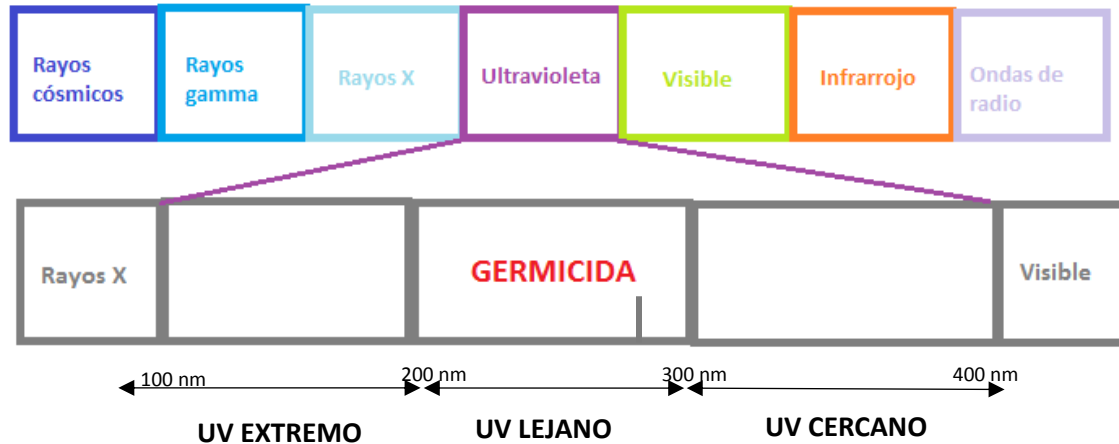 Rayos cósmicos
Rayos gamma
Rayos X
Ultravioleta
Visible
Infrarrojo
Ondas de radio
Rayos X
GERMICIDA
Visible
100 nm
200 nm
300 nm
400 nm
UV EXTREMO
UV LEJANO
UV CERCANO